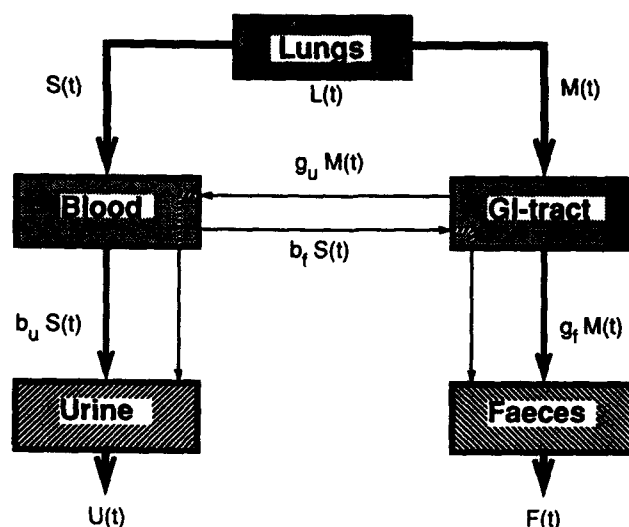 Lungs
S(t)
L(t)
M(t)
g_u M(t)
Blood
GI-tract
b_f S(t)
b_u S(t)
g_f M(t)
Urine
Faeces
U(t)
F(t)